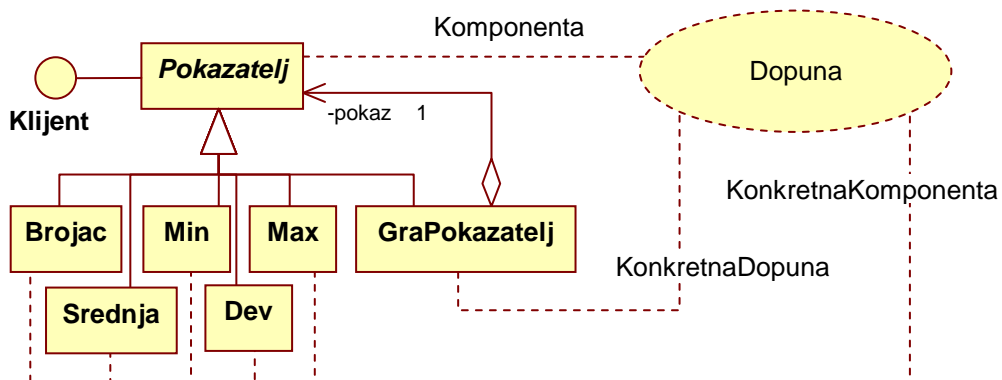 Komponenta
Pokazatelj
Dopuna
Klijent
-pokaz 1
KonkretnaKomponenta
Brojac
Min
Max
GraPokazatelj
KonkretnaDopuna
Srednja
Dev